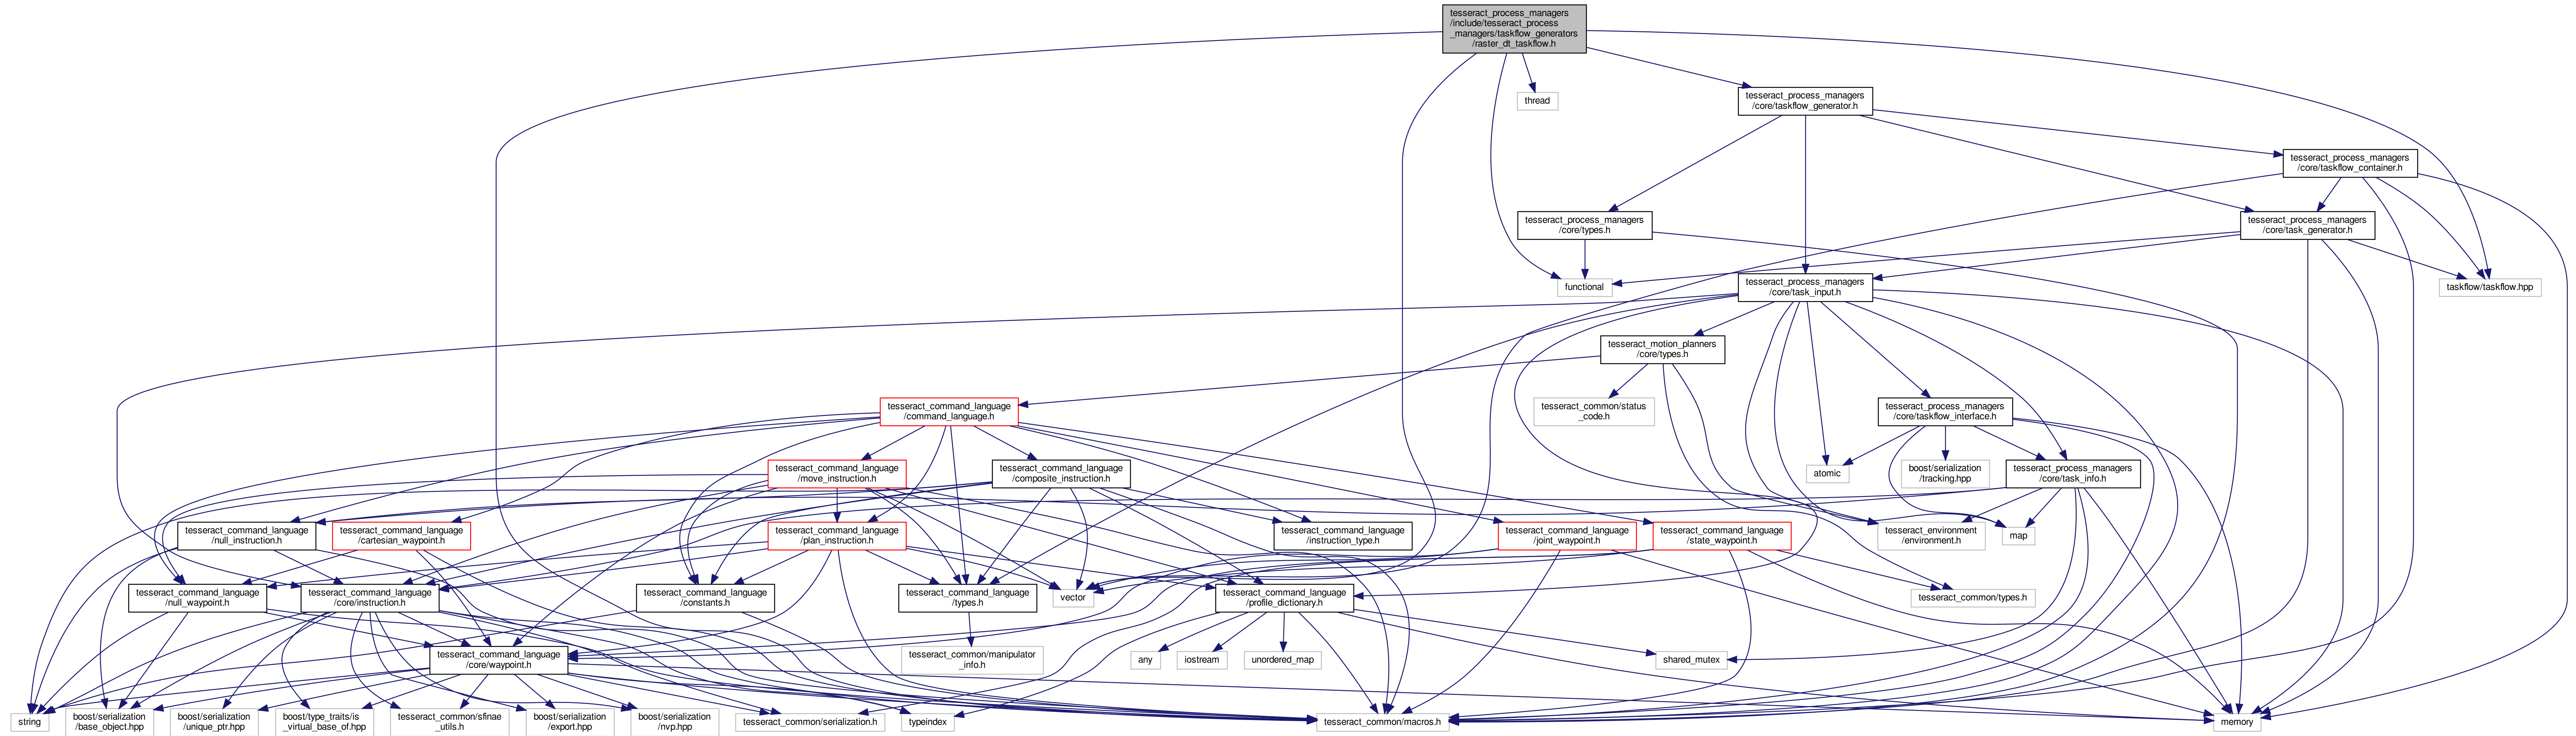 tesseract_process_managers
/include/tesseract_process
_managers/taskflow_generators
/raster_dt_taskflow.h
thread
tesseract_process_managers
/core/taskflow_generator.h
tesseract_process_managers
/core/taskflow_container.h
tesseract_process_managers
/core/types.h
tesseract_process_managers
/core/task_generator.h
functional
tesseract_process_managers
/core/task_input.h
taskflow/taskflow.hpp
tesseract_motion_planners
/core/types.h
tesseract_command_language
/command_language.h
tesseract_common/status
_code.h
tesseract_process_managers
/core/taskflow_interface.h
tesseract_command_language
/move_instruction.h
tesseract_command_language
/composite_instruction.h
atomic
boost/serialization
/tracking.hpp
tesseract_process_managers
/core/task_info.h
tesseract_command_language
/null_instruction.h
tesseract_command_language
/cartesian_waypoint.h
tesseract_command_language
/plan_instruction.h
tesseract_command_language
/instruction_type.h
tesseract_command_language
/joint_waypoint.h
tesseract_command_language
/state_waypoint.h
tesseract_environment
/environment.h
map
tesseract_command_language
/null_waypoint.h
tesseract_command_language
/core/instruction.h
tesseract_command_language
/constants.h
tesseract_command_language
/types.h
vector
tesseract_command_language
/profile_dictionary.h
tesseract_common/types.h
tesseract_command_language
/core/waypoint.h
tesseract_common/manipulator
_info.h
any
iostream
unordered_map
shared_mutex
string
boost/serialization
/base_object.hpp
boost/serialization
/unique_ptr.hpp
boost/type_traits/is
_virtual_base_of.hpp
tesseract_common/sfinae
_utils.h
boost/serialization
/export.hpp
boost/serialization
/nvp.hpp
tesseract_common/serialization.h
typeindex
tesseract_common/macros.h
memory